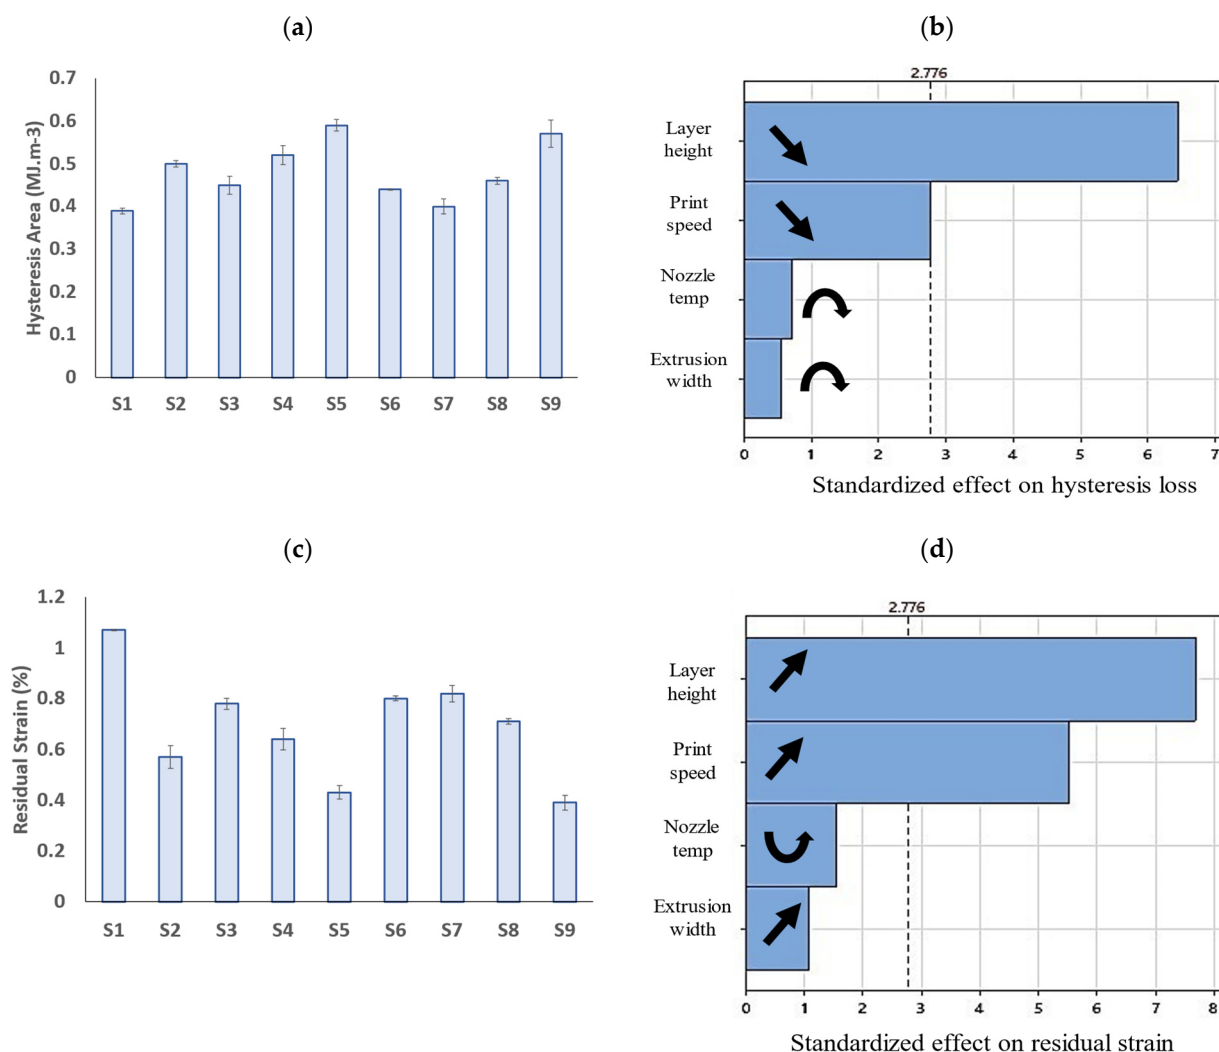 (a)
0.7
0.6
0.5
0.4
0.3
0.2
0.1
0
Hysteresis Area (MJ.m-3)
S1 S2 S3 S4 S5 S6 S7 S8 S9
(b)
2.776
Layer
height
Print
speed
Nozzle
temp
Extrusion
width
0 1 2 3 4 5 6 7
Standardized effect on hysteresis loss
(c)
1.2
1
0.8
0.6
0.4
0.2
0
Residual Strain (%)
S1 S2 S3 S4 S5 S6 S7 S8 S9
(d)
2.776
Layer
height
Print
speed
Nozzle
temp
Extrusion
width
0 1 2 3 4 5 6 7 8
Standardized effect on residual strain